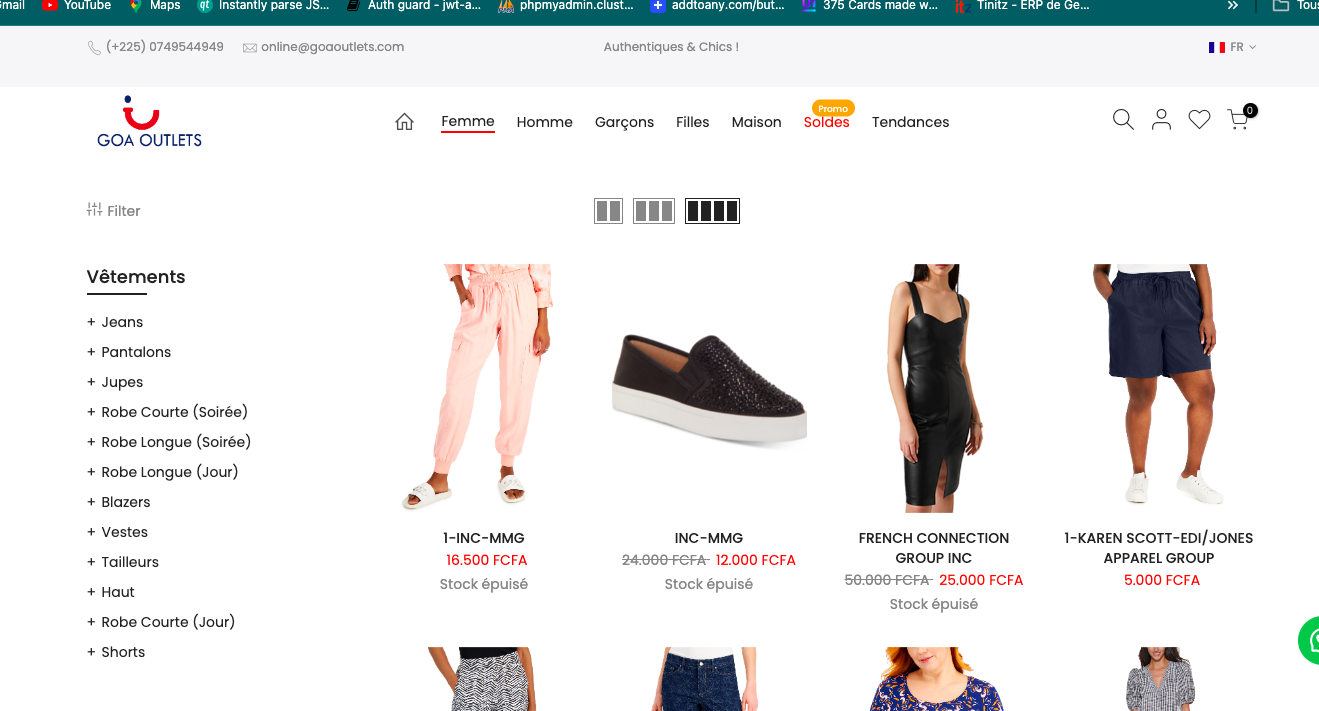 mail YouTube Maps Instantly parse JS... Auth guard - jwt-a... phpmyadmin.clust... addtoany.com/but... 375 Cards made w... Tinitz - ERP de Ge... » Tous
(+225) 0749544949 online@goaoutlets.com Authentiques & Chics ! FR
GOA OUTLETS
Promo
Femme Homme Garçons Filles Maison Soldes Tendances 0
Filter
Vêtements
+ Jeans
+ Pantalons
+ Jupes
+ Robe Courte (Soirée)
+ Robe Longue (Soirée)
+ Robe Longue (Jour)
+ Blazers
+ Vestes
+ Tailleurs
+ Haut
+ Robe Courte (Jour)
+ Shorts
1-INC-MMG
16.500 FCFA
Stock épuisé
INC-MMG
24.000 FCFA 12.000 FCFA
Stock épuisé
FRENCH CONNECTION
GROUP INC
50.000 FCFA 25.000 FCFA
Stock épuisé
1-KAREN SCOTT-EDI/JONES
APPAREL GROUP
5.000 FCFA